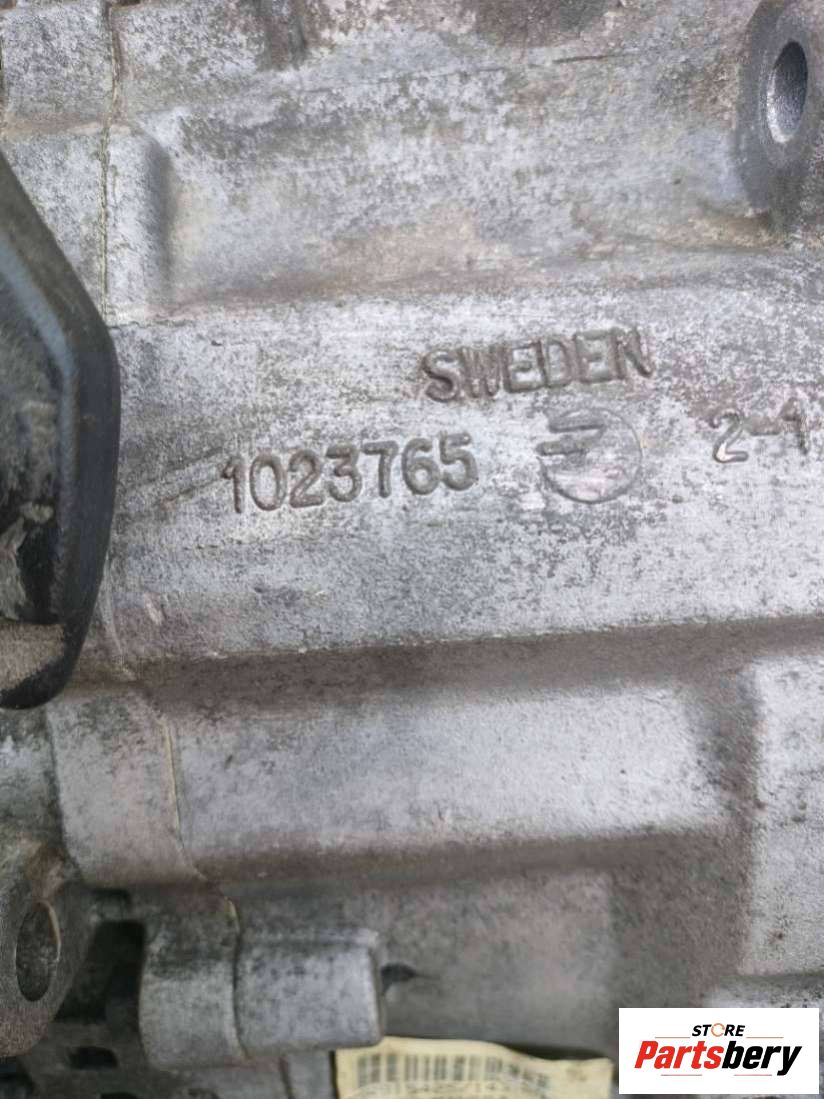 SWEDEN
1023765 2-1
STORE
Partsbery